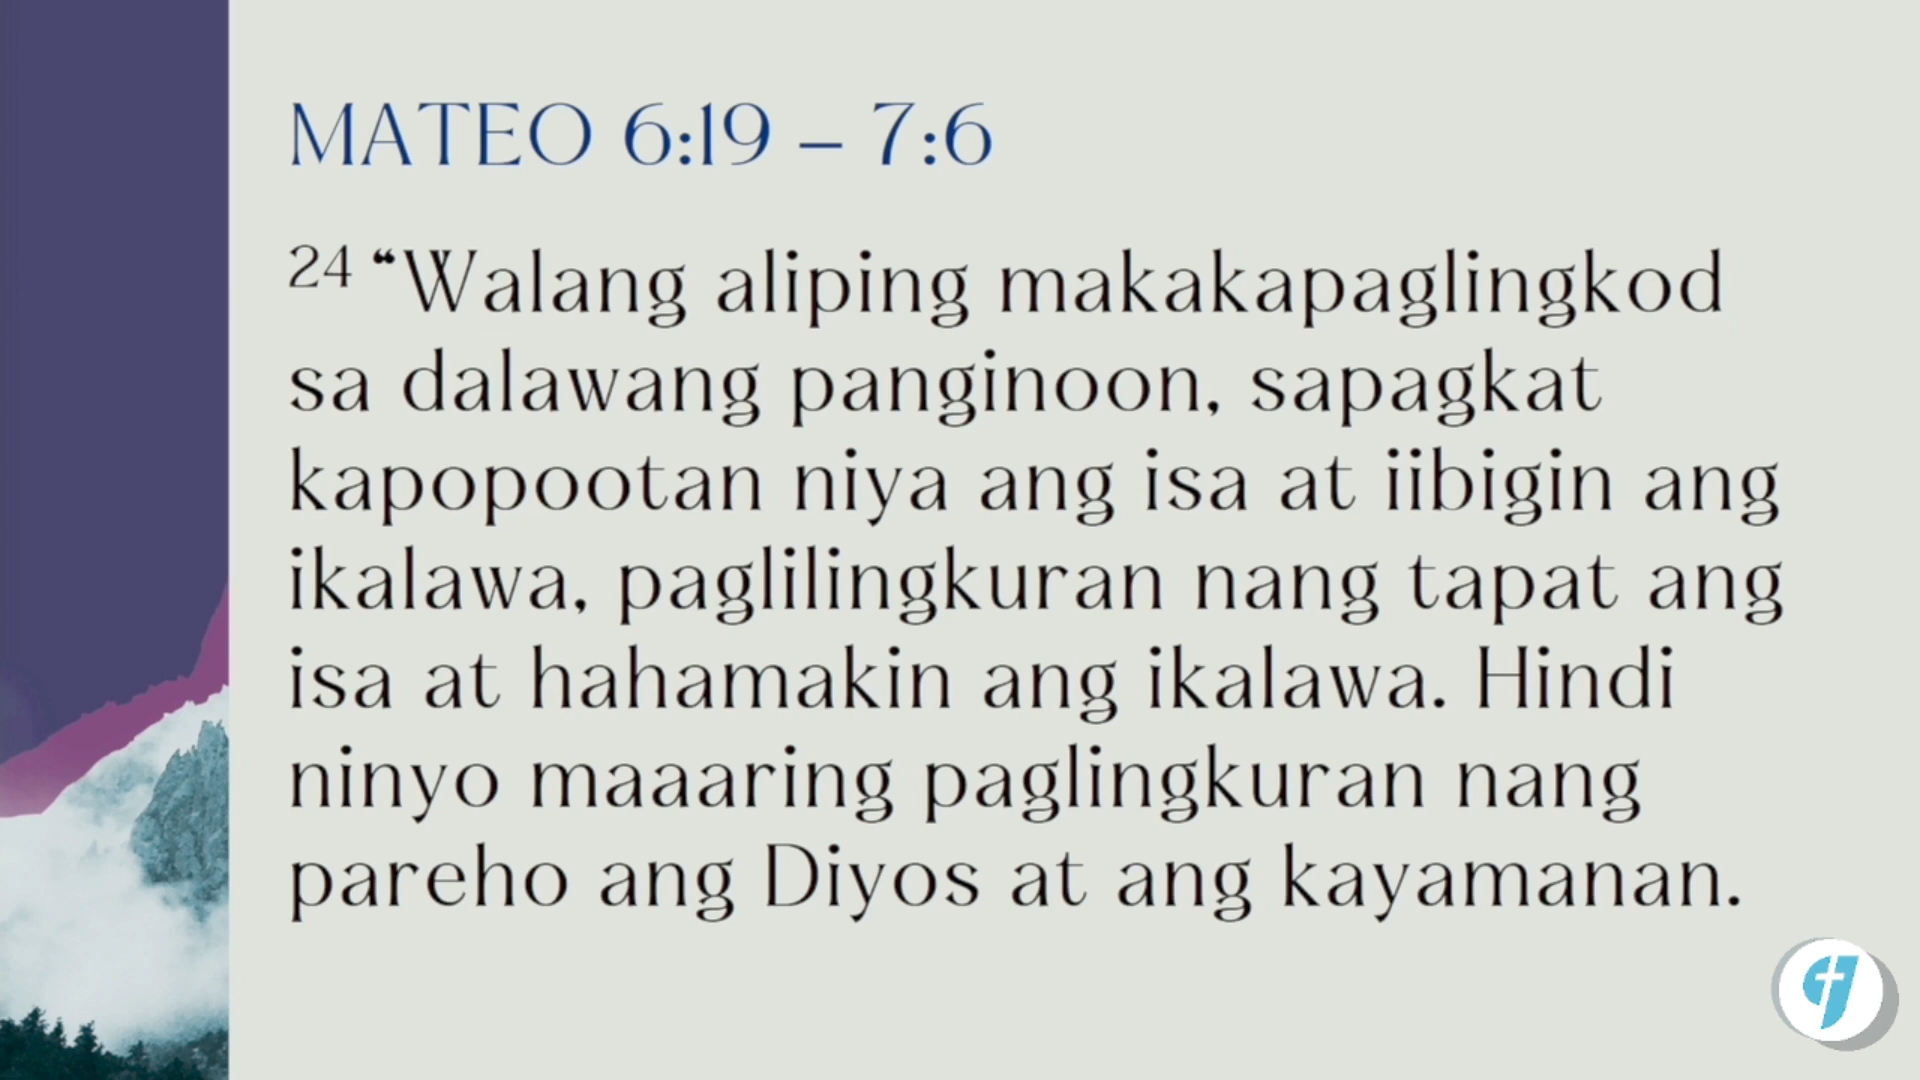 MATEO 6:19 – 7:6
24 “Walang aliping makakapaglingkod
sa dalawang panginoon, sapagkat
kapopootan niya ang isa at iibigin ang
ikalawa, paglilingkuran nang tapat ang
isa at hahamakin ang ikalawa. Hindi
ninyo maaaring paglingkuran nang
pareho ang Diyos at ang kayamanan.